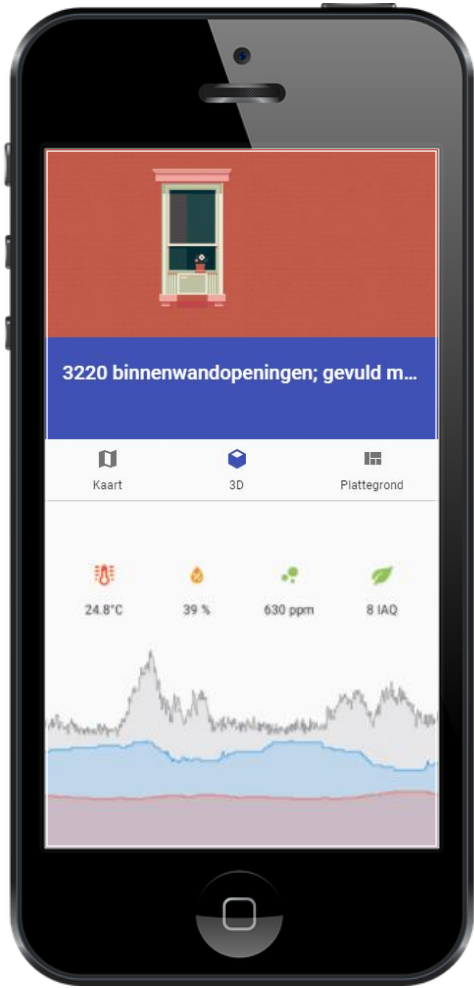 3220 binnenwandopeningen; gevuld m...
Kaart 3D Plattegrond
24.8°C 39 % 630 ppm 8 IAQ